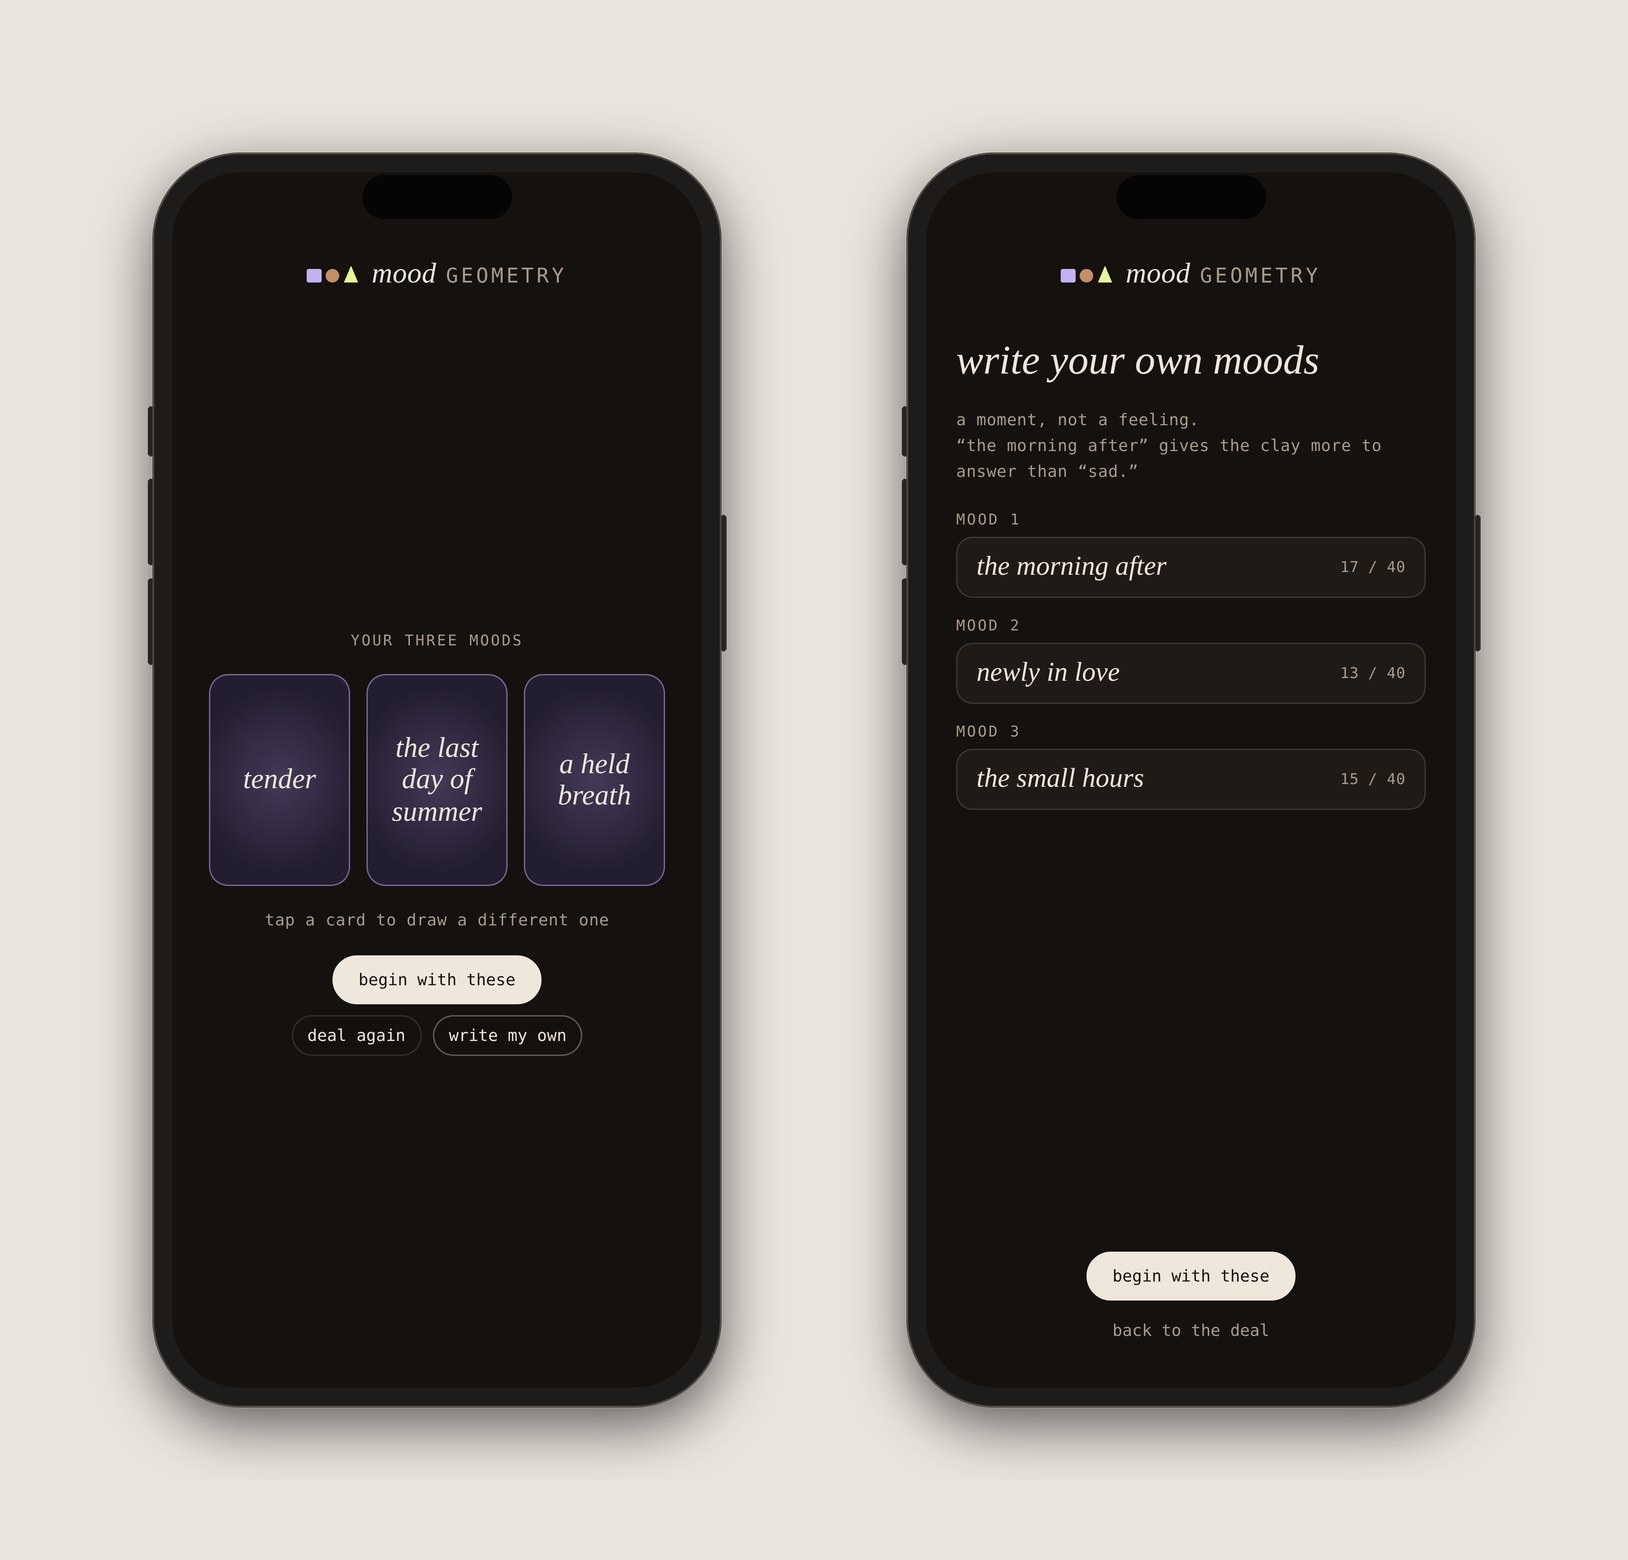 mood GEOMETRY
YOUR THREE MOODS
tender
the last
day of
summer
a held
breath
tap a card to draw a different one
begin with these
deal again
write my own
mood GEOMETRY
write your own moods
a moment, not a feeling.
“the morning after” gives the clay more to
answer than “sad.”
MOOD 1
the morning after 17 / 40
MOOD 2
newly in love 13 / 40
MOOD 3
the small hours 15 / 40
begin with these
back to the deal